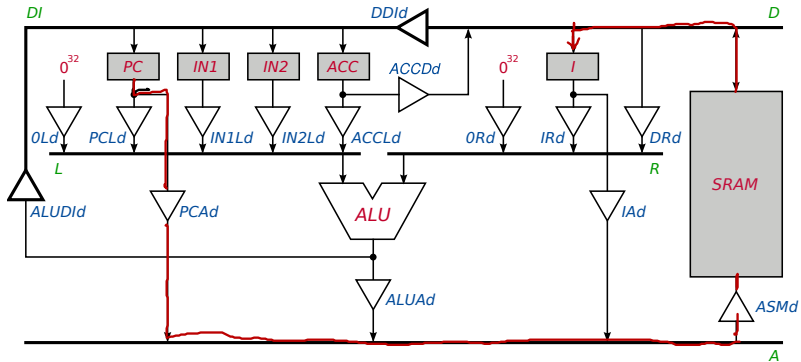 DI DDId D
0³² PC IN1 IN2 ACC ACCDd 0³² I
0Ld PCLd IN1Ld IN2Ld ACCLd 0Rd IRd DRd
L R
ALUDId PCAd ALU IAd SRAM
ALUAd ASMd
A